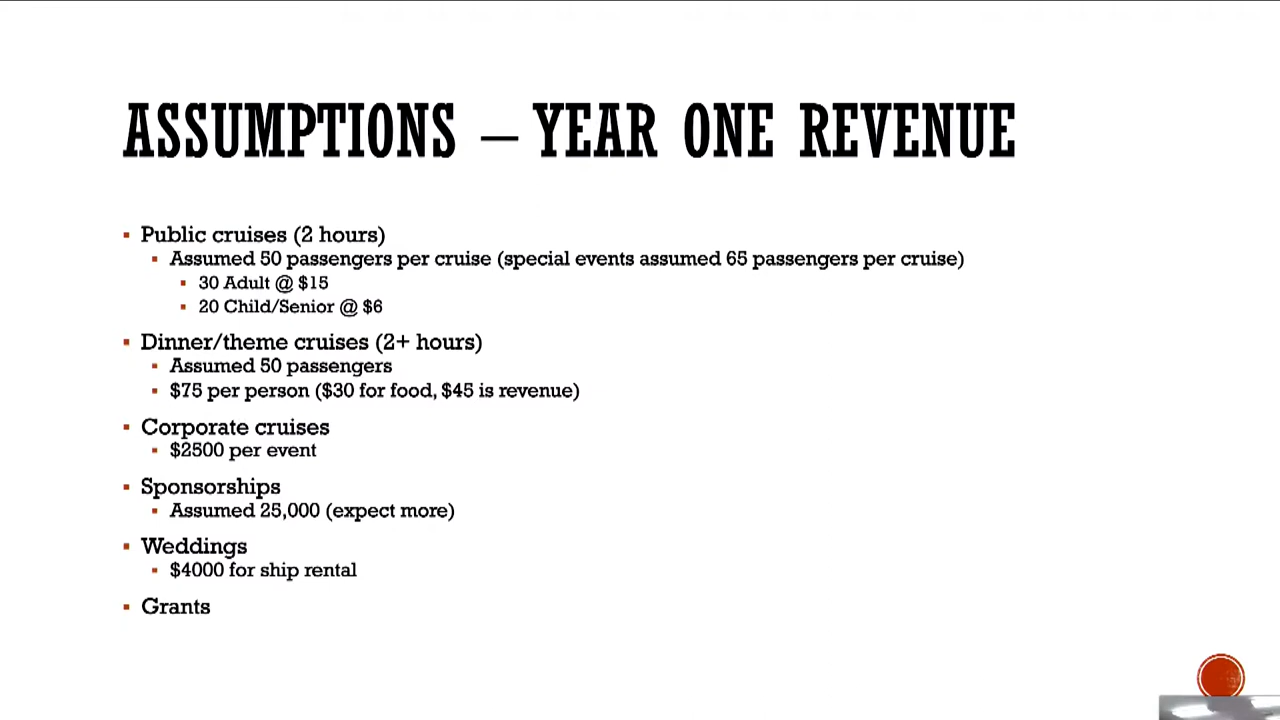 ASSUMPTIONS – YEAR ONE REVENUE
Public cruises (2 hours)
Assumed 50 passengers per cruise (special events assumed 65 passengers per cruise)
30 Adult @ $15
20 Child/Senior @ $6
Dinner/theme cruises (2+ hours)
Assumed 50 passengers
$75 per person ($30 for food, $45 is revenue)
Corporate cruises
$2500 per event
Sponsorships
Assumed 25,000 (expect more)
Weddings
$4000 for ship rental
Grants